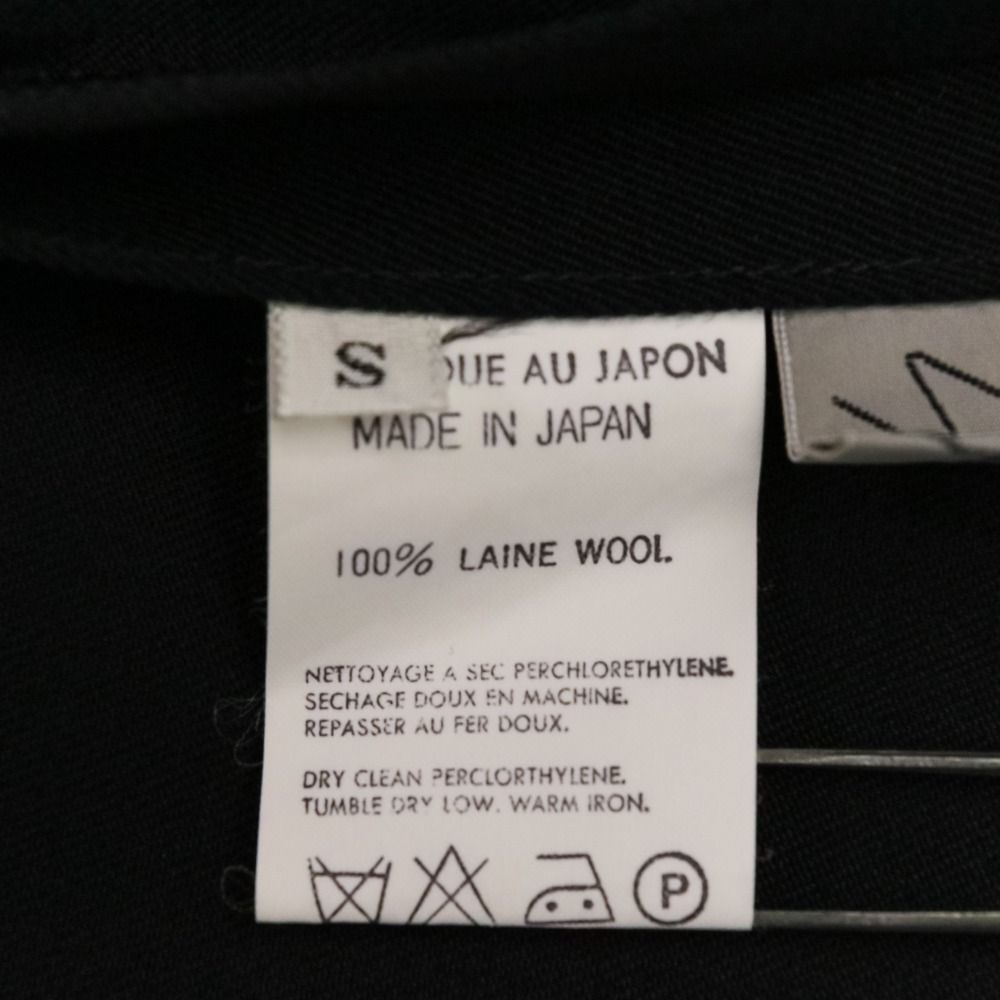 S
QUE AU JAPON
MADE IN JAPAN
100% LAINE WOOL.
NETTOYAGE A SEC PERCHLORETHYLENE.
SECHAGE DOUX EN MACHINE.
REPASSER AU FER DOUX.
DRY CLEAN PERCLORTHYLENE.
TUMBLE DRY LOW. WARM IRON.
P